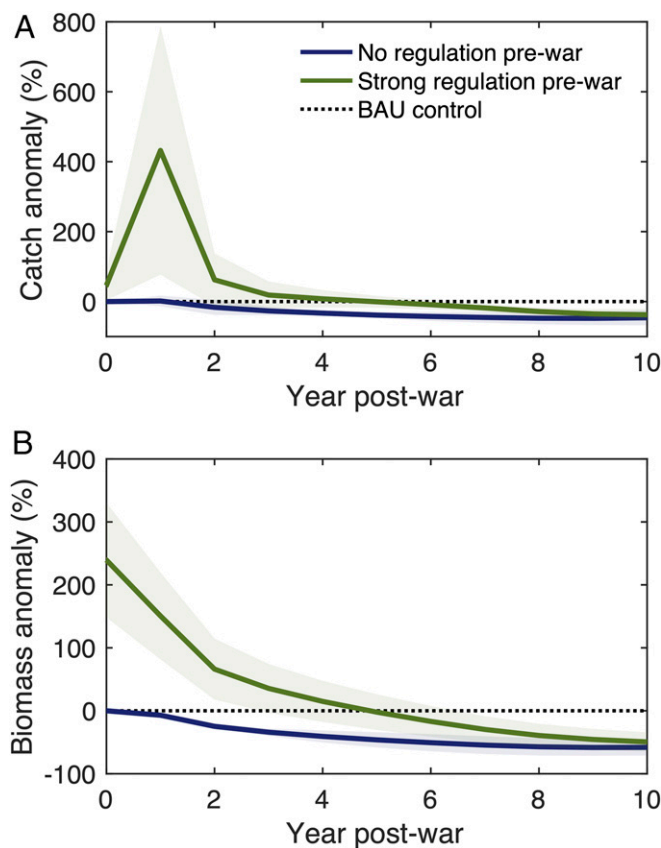 A
800
600
400
200
0
Catch anomaly (%)
No regulation pre-war
Strong regulation pre-war
BAU control
0 2 4 6 8 10
Year post-war
B
400
300
200
100
0
-100
Biomass anomaly (%)
0 2 4 6 8 10
Year post-war